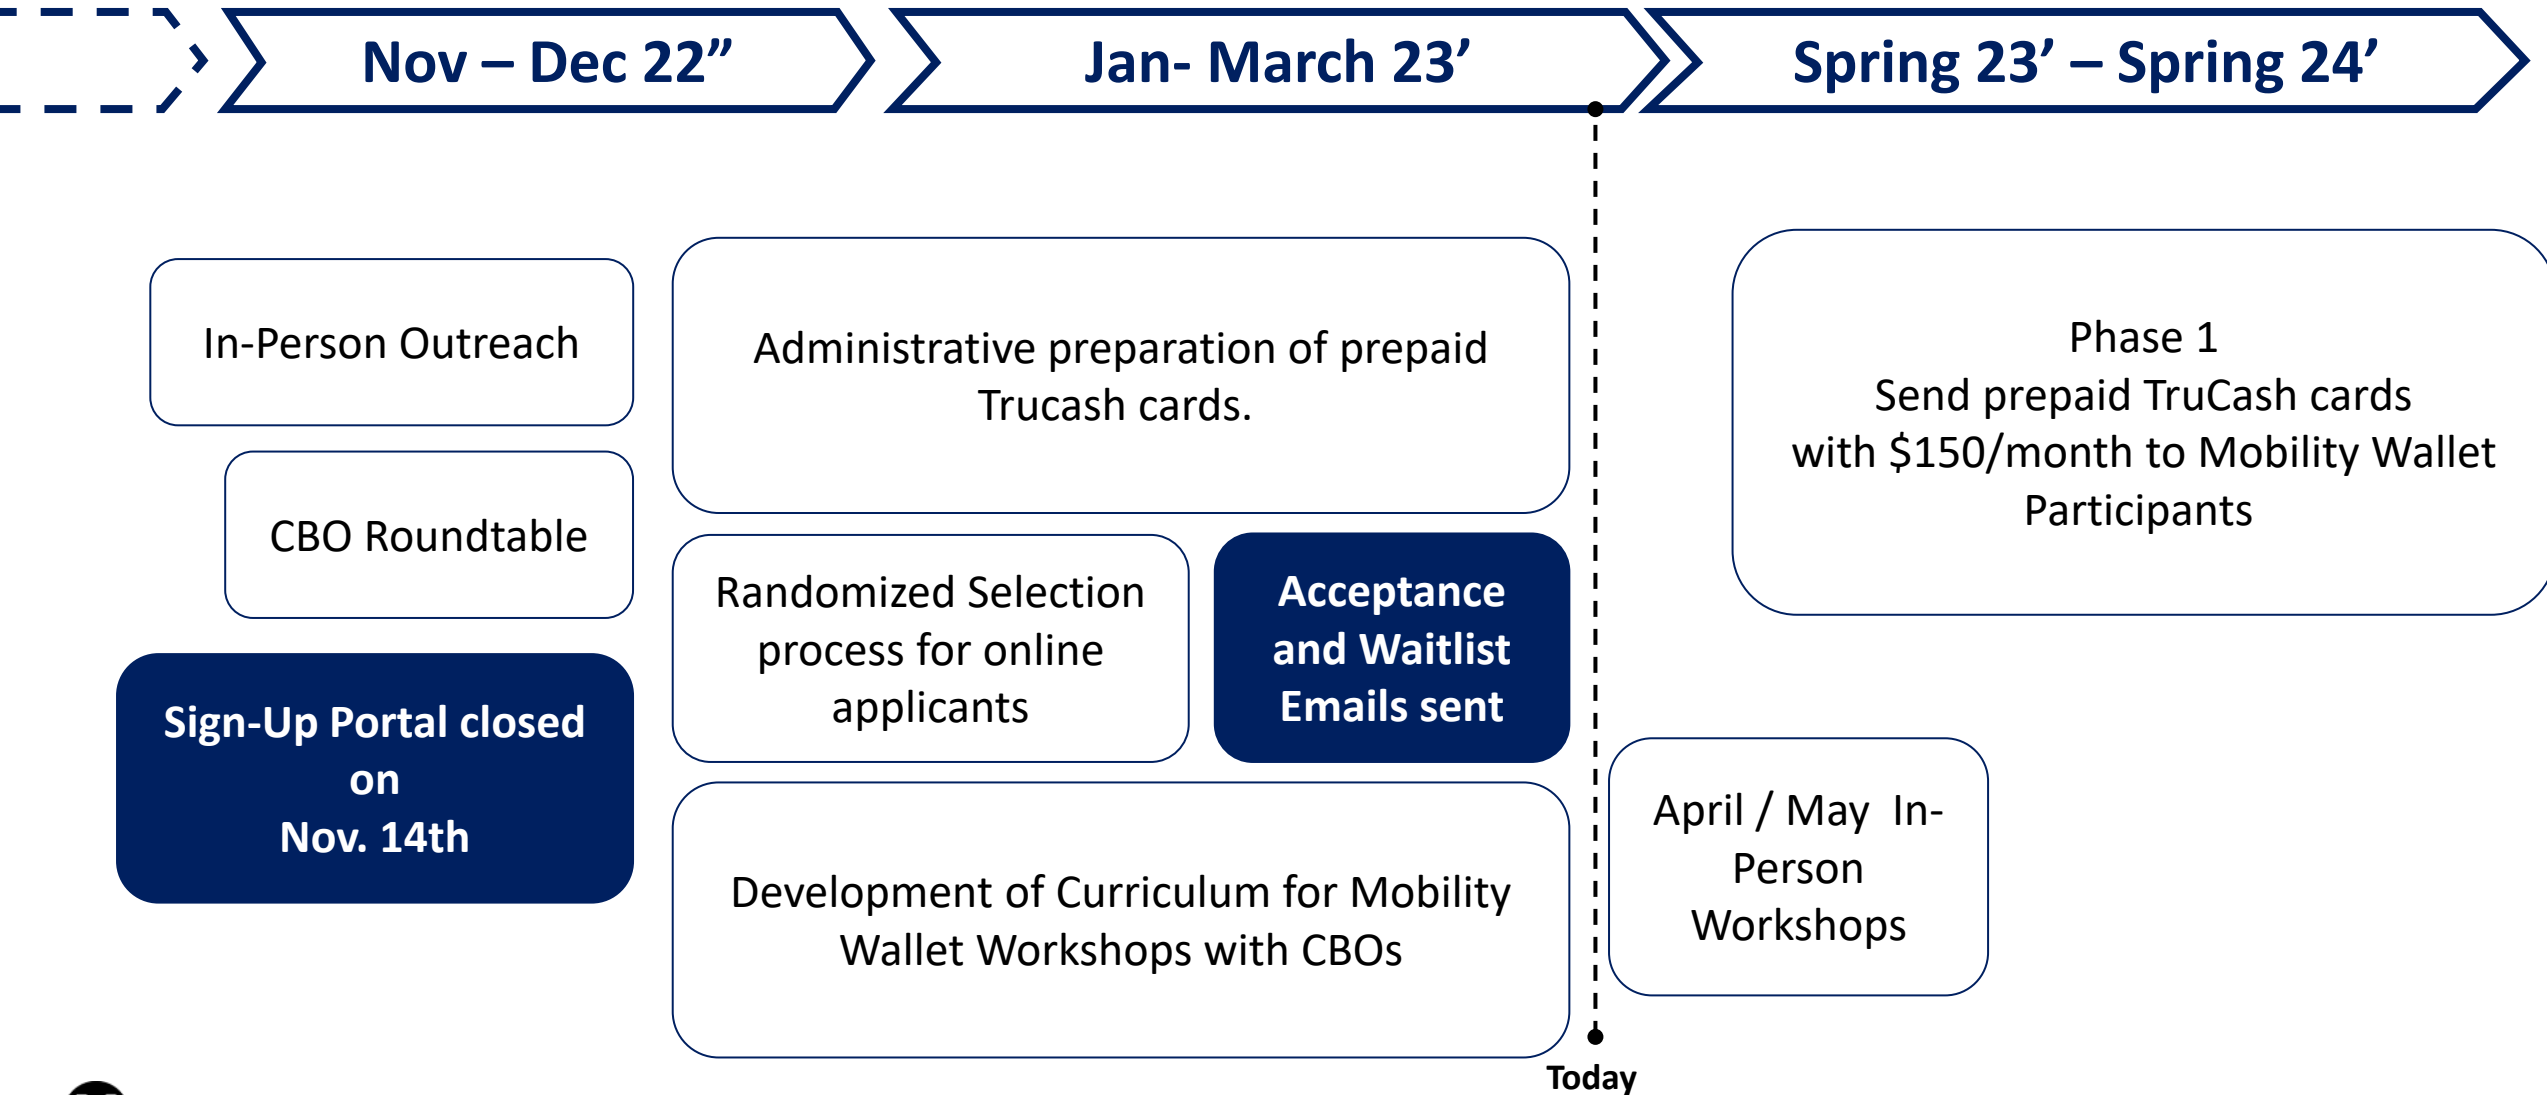 Nov – Dec 22”
Jan- March 23’
Spring 23’ – Spring 24’
In-Person Outreach
CBO Roundtable
Sign-Up Portal closed
on
Nov. 14th
Administrative preparation of prepaid
Trucash cards.
Randomized Selection
process for online
applicants
Acceptance
and Waitlist
Emails sent
Development of Curriculum for Mobility
Wallet Workshops with CBOs
Today
Phase 1
Send prepaid TruCash cards
with $150/month to Mobility Wallet
Participants
April / May  In-
Person
Workshops